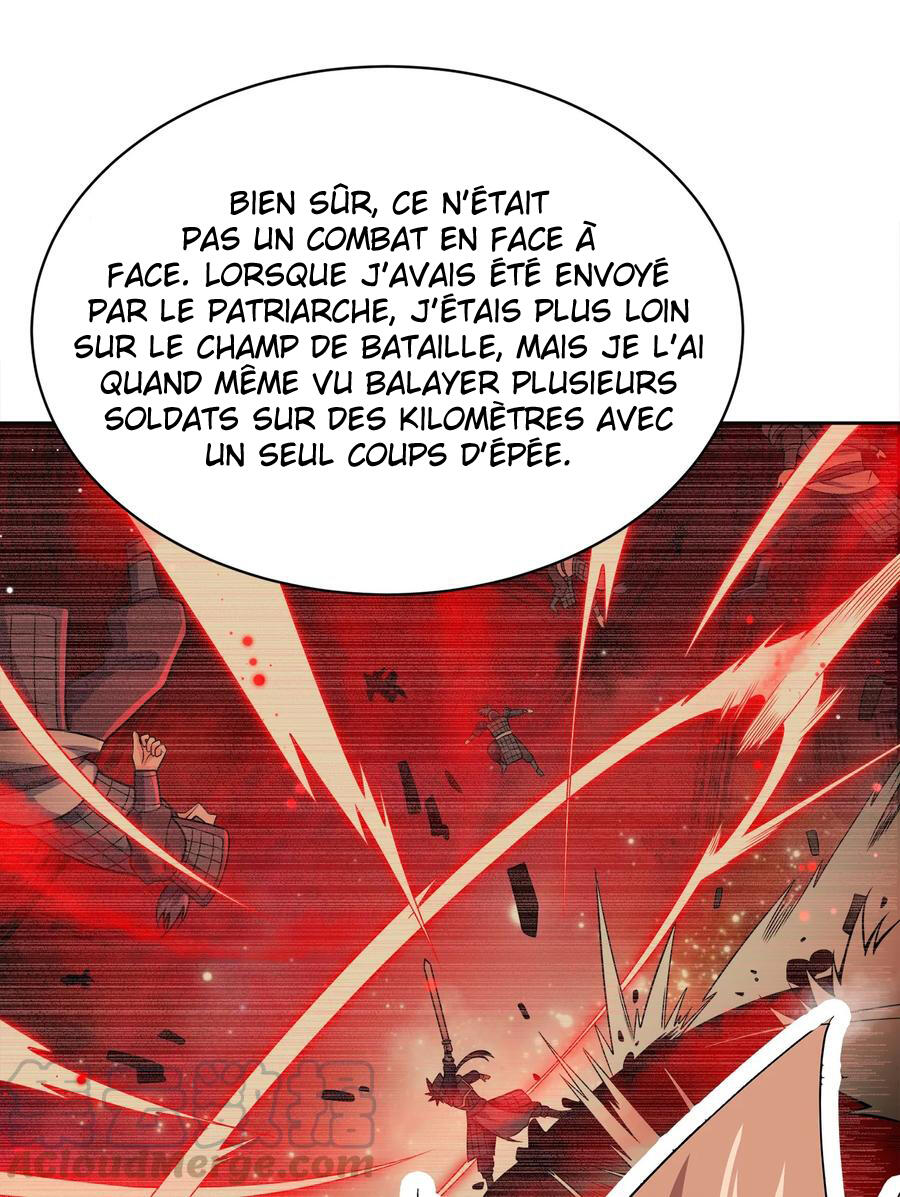 BIEN SÛR, CE N'ÉTAIT
PAS UN COMBAT EN FACE À
FACE. LORSQUE J'AVAIS ÉTÉ ENVOYÉ
PAR LE PATRIARCHE, J'ÉTAIS PLUS LOIN
SUR LE CHAMP DE BATAILLE, MAIS JE L'AI
QUAND MÊME VU BALAYER PLUSIEURS
SOLDATS SUR DES KILOMÈTRES AVEC
UN SEUL COUPS D'ÉPÉE.
AcloudMerge.com